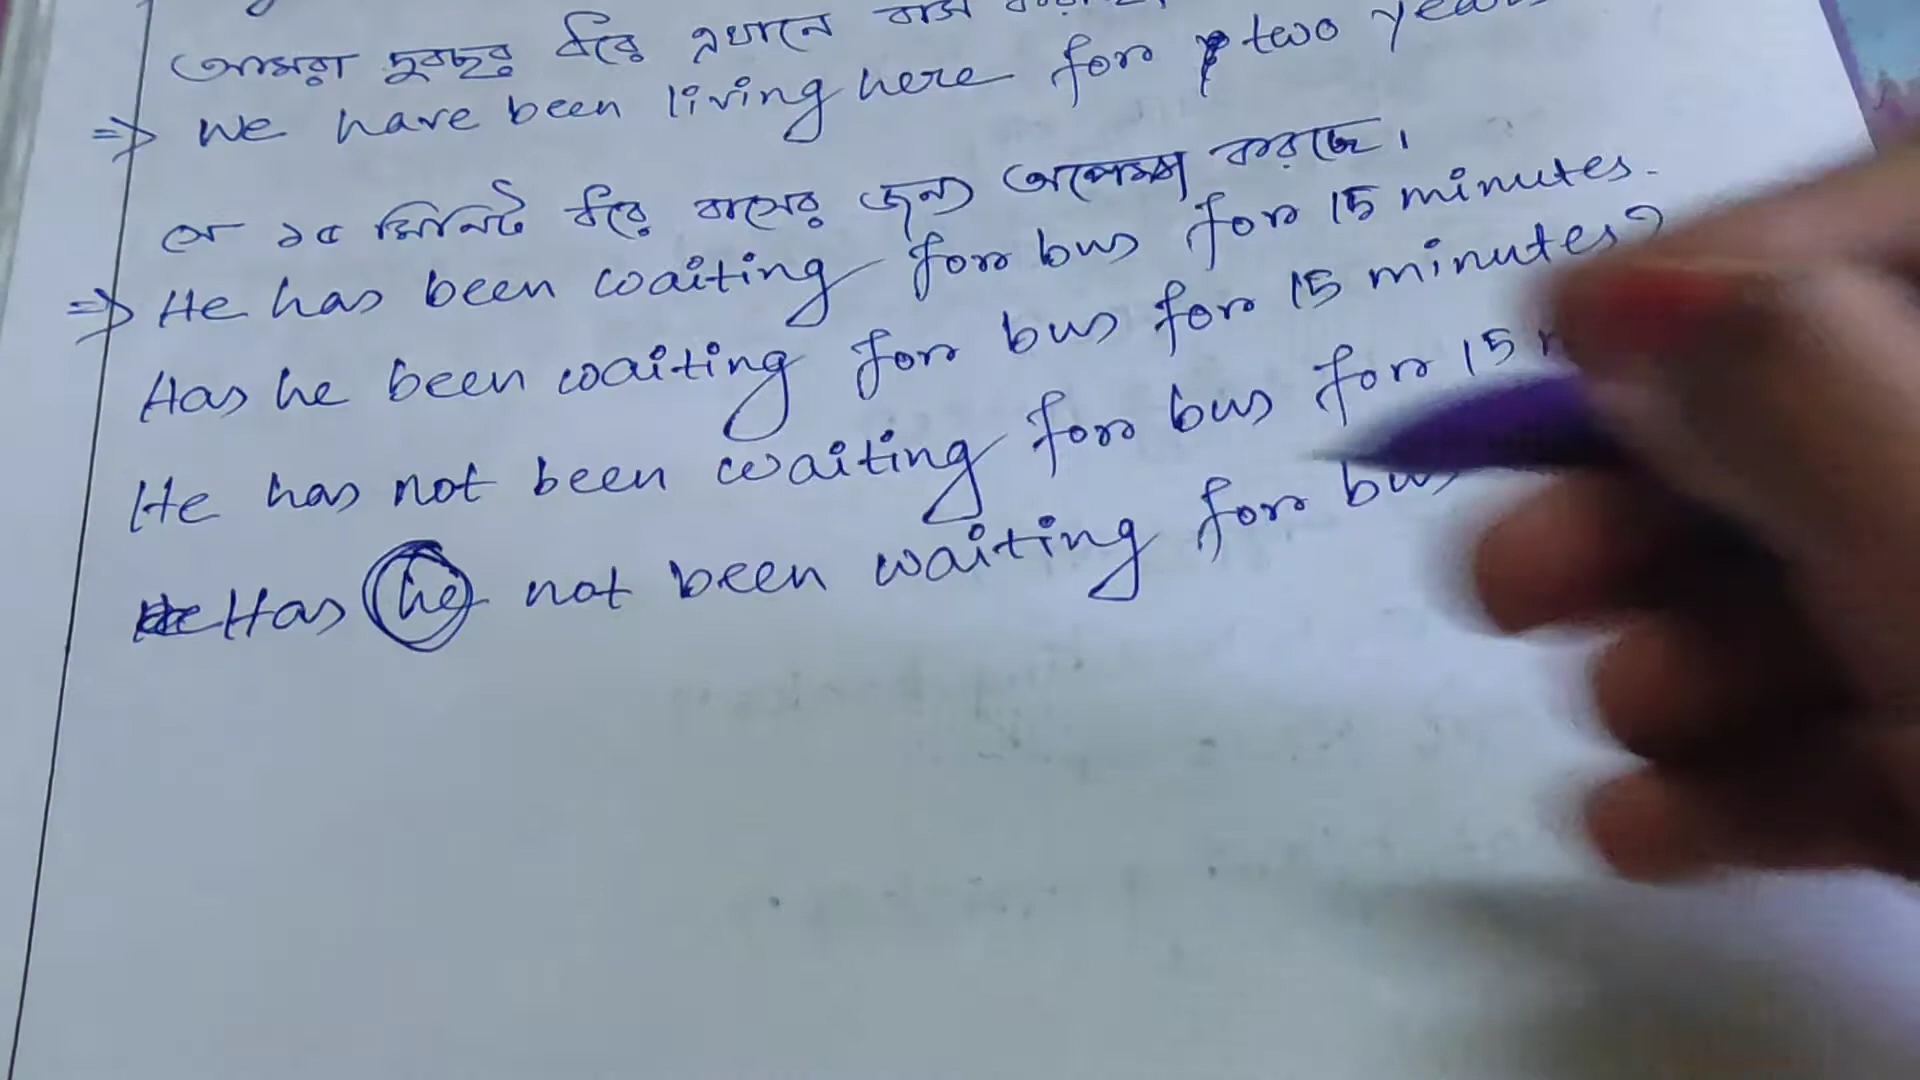 আমরা দুবছর ধরে এখানে বাস
⇒ We have been living here for two years
ও ১৫ মিনিট ধরে বাসের জন্য অপেক্ষা করছে।
⇒ He has been waiting for bus for 15 minutes.
Has he been waiting for bus for 15 minutes?
He has not been waiting for bus for 15
Has he not been waiting for bus